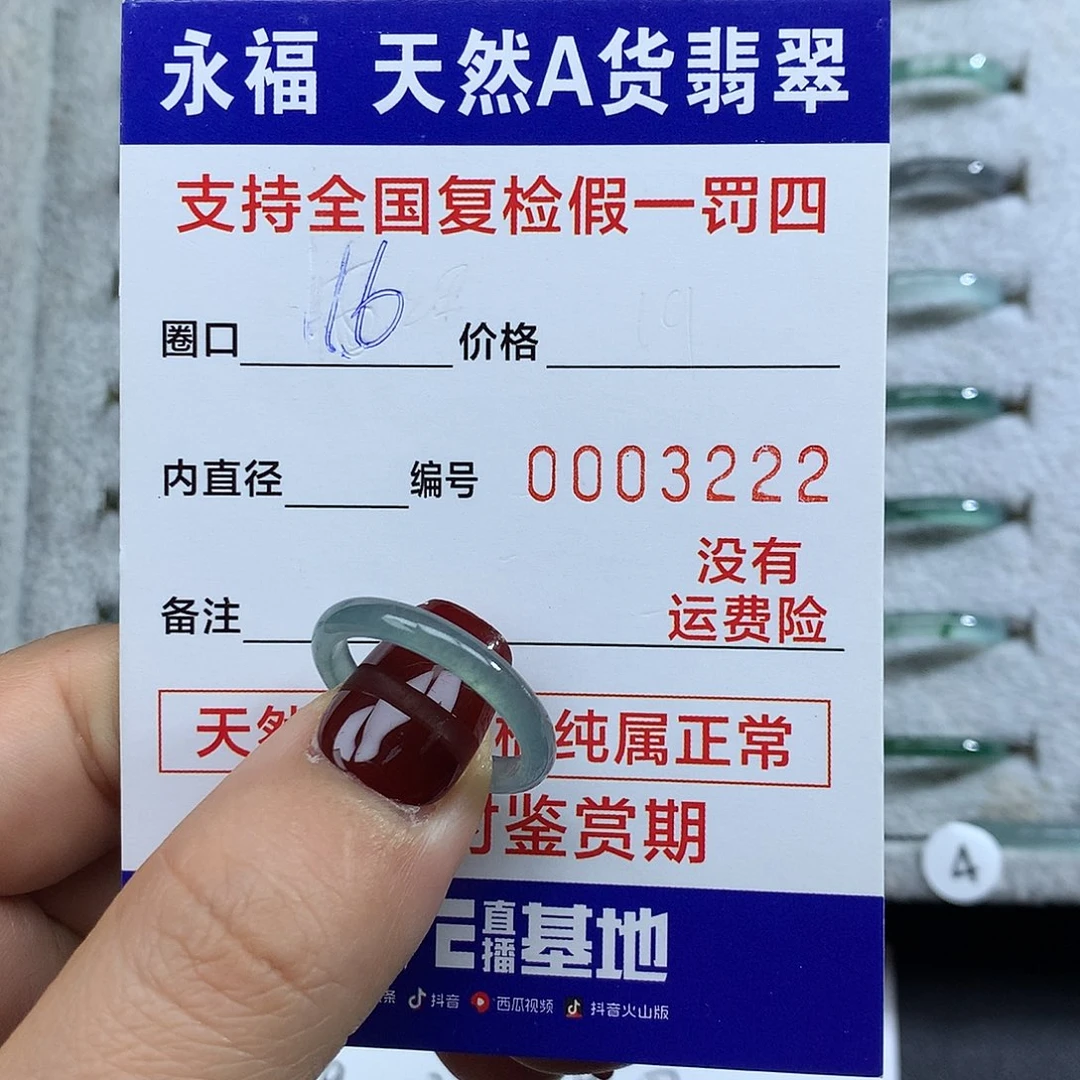 永福 天然A货翡翠
支持全国复检假一罚四
圈口 16 价格
内直径 编号 0003222
没有
备注 运费险
天然 纯属正常
时鉴赏期
直播基地
抖音 西瓜视频 抖音火山版
4